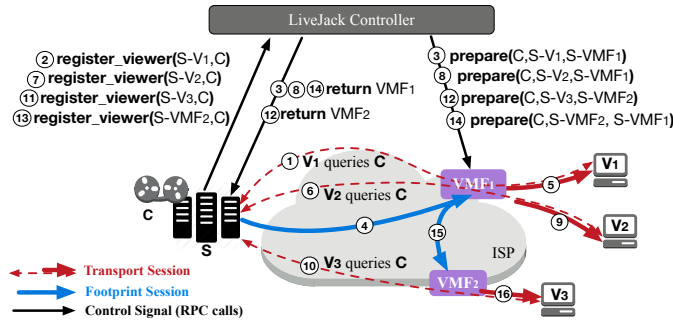 LiveJack Controller
② register_viewer(S-V1,C)
⑦ register_viewer(S-V2,C)
⑪ register_viewer(S-V3,C)
⑬ register_viewer(S-VMF2,C)
③ ⑧ ⑭ return VMF1
⑫ return VMF2
③ prepare(C,S-V1,S-VMF1)
⑧ prepare(C,S-V2,S-VMF1)
⑫ prepare(C,S-V3,S-VMF2)
⑭ prepare(C,S-VMF2, S-VMF1)
① V1 queries C
⑥ V2 queries C
④
⑩ V3 queries C
VMF1
⑤
V1
⑨
V2
⑮
ISP
VMF2
⑯
V3
C
S
Transport Session
Footprint Session
Control Signal (RPC calls)